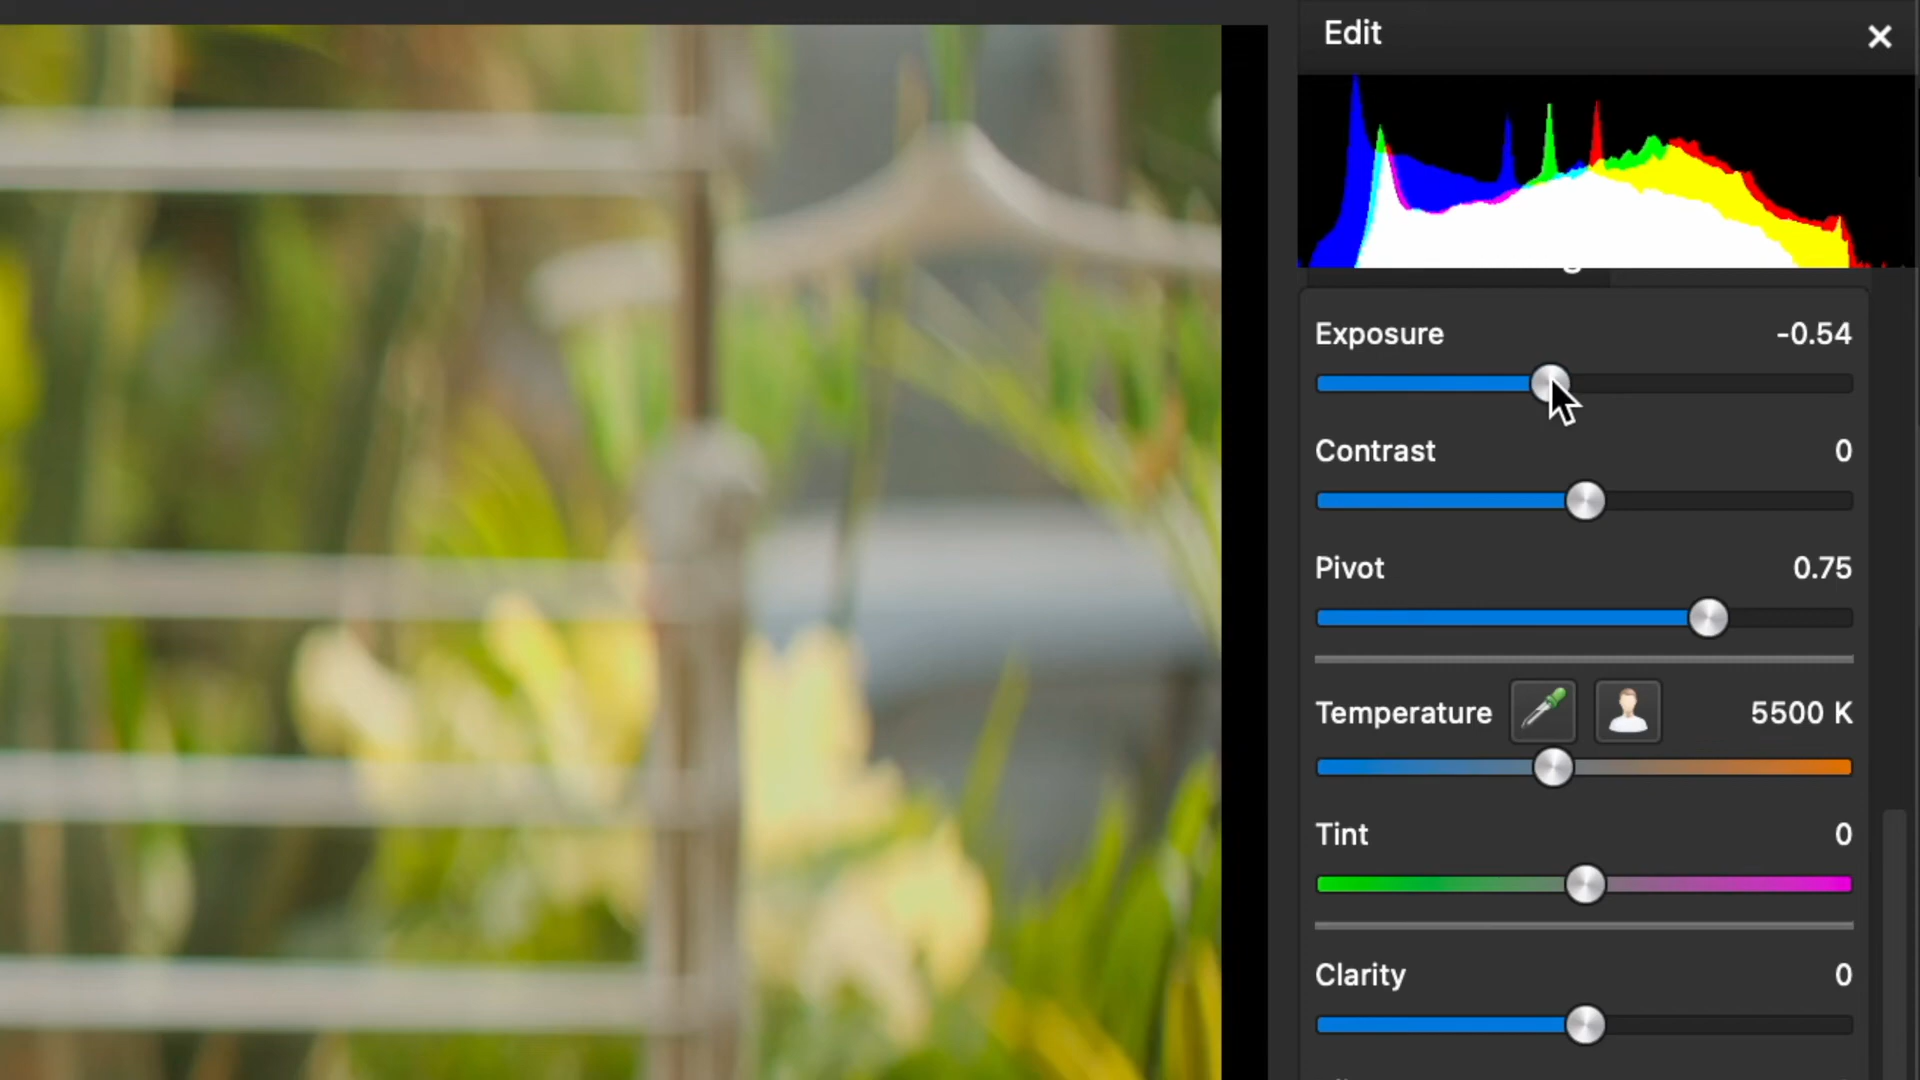 Edit
Exposure -0.54
Contrast 0
Pivot 0.75
Temperature 5500 K
Tint 0
Clarity 0